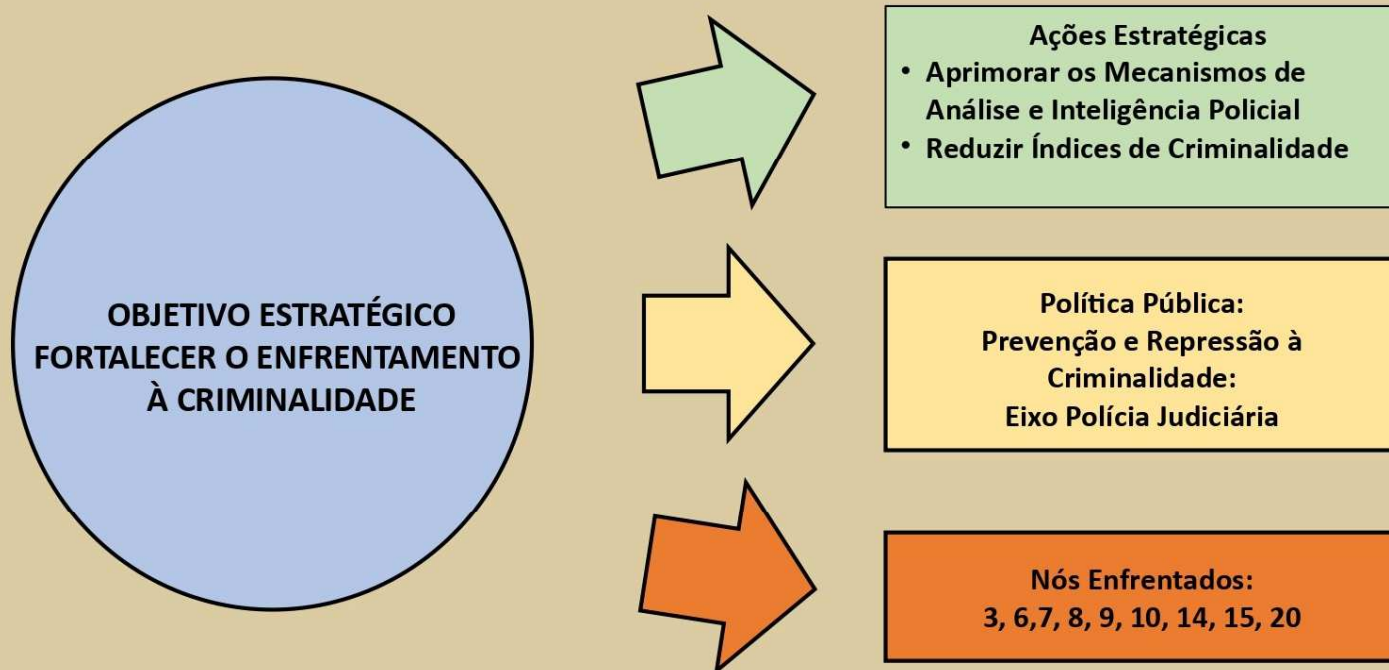 OBJETIVO ESTRATÉGICO
FORTALECER O ENFRENTAMENTO
À CRIMINALIDADE
Ações Estratégicas
• Aprimorar os Mecanismos de
Análise e Inteligência Policial
• Reduzir Índices de Criminalidade
Política Pública:
Prevenção e Repressão à
Criminalidade:
Eixo Polícia Judiciária
Nós Enfrentados:
3, 6,7, 8, 9, 10, 14, 15, 20